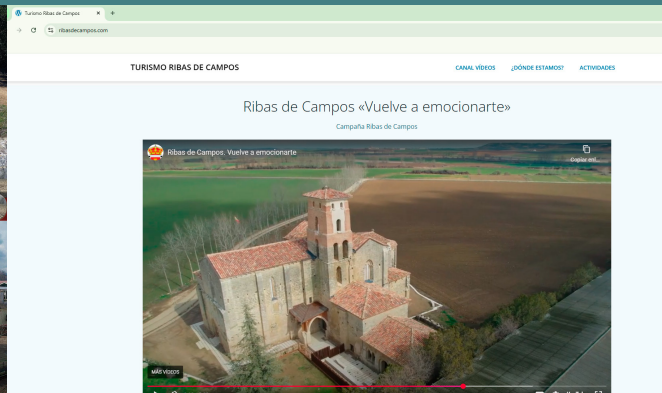 Turismo Ribas de Campos
ribasdecampos.com
TURISMO RIBAS DE CAMPOS
CANAL VÍDEOS
¿DÓNDE ESTAMOS?
ACTIVIDADES
Ribas de Campos «Vuelve a emocionarte»
Campaña Ribas de Campos
Ribas de Campos. Vuelve a emocionarte
Copiar enl...
MÁS VÍDEOS